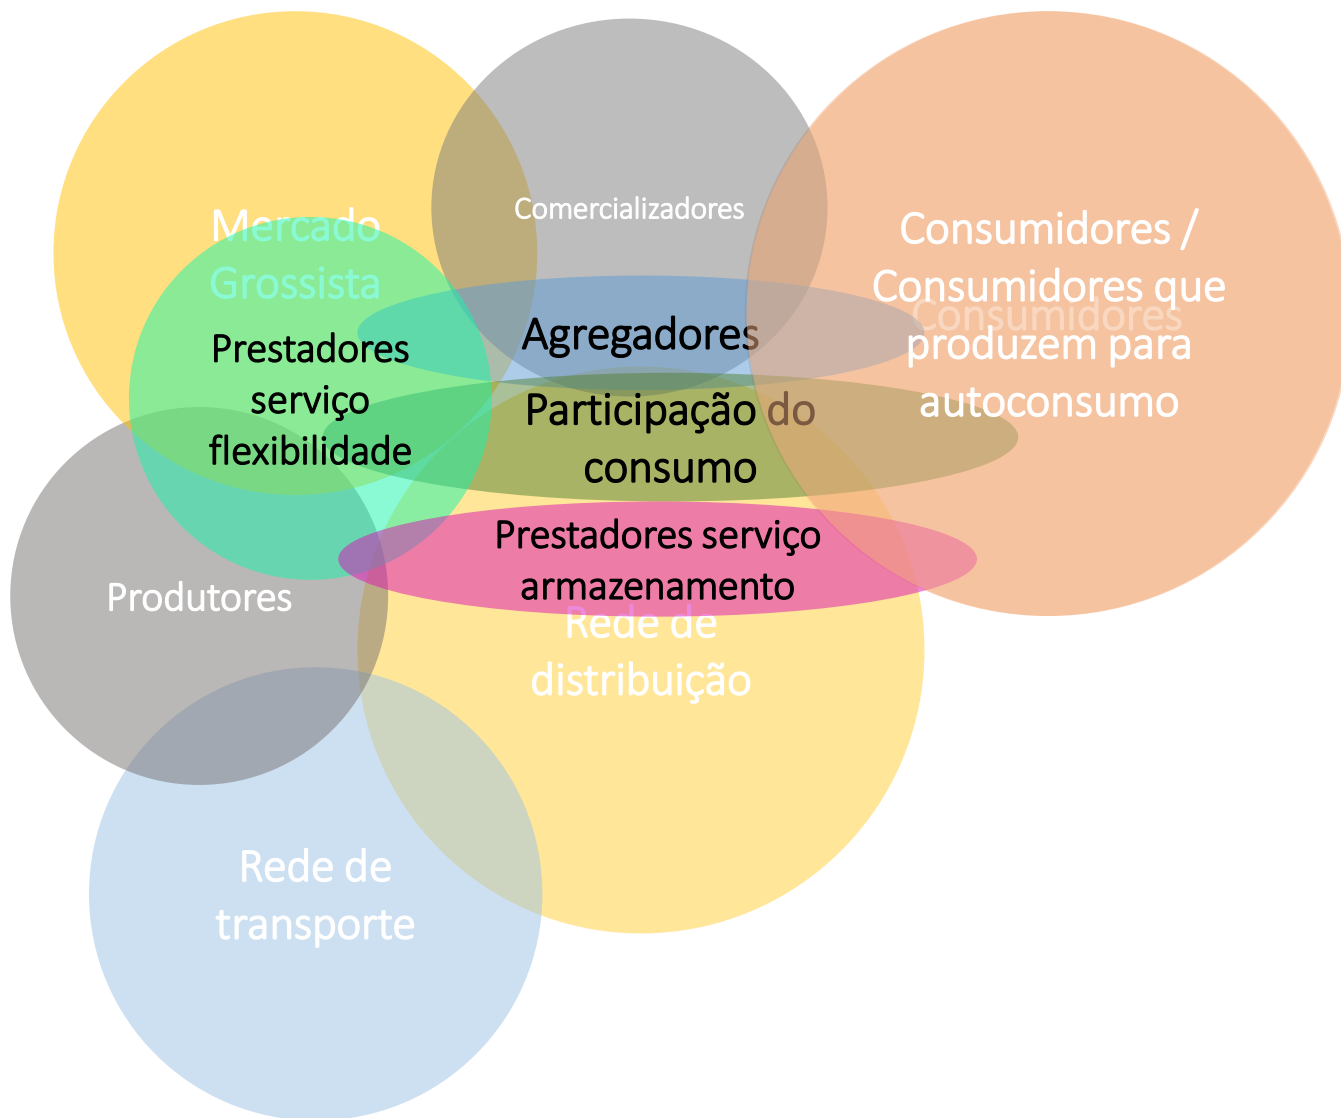 Mercado
Grossista
Comercializadores
Consumidores /
Consumidores que
Consumidores
produzem para
autoconsumo
Agregadores
Prestadores
serviço
flexibilidade
Participação do
consumo
Prestadores serviço
armazenamento
Produtores
Rede de
distribuição
Rede de
transporte